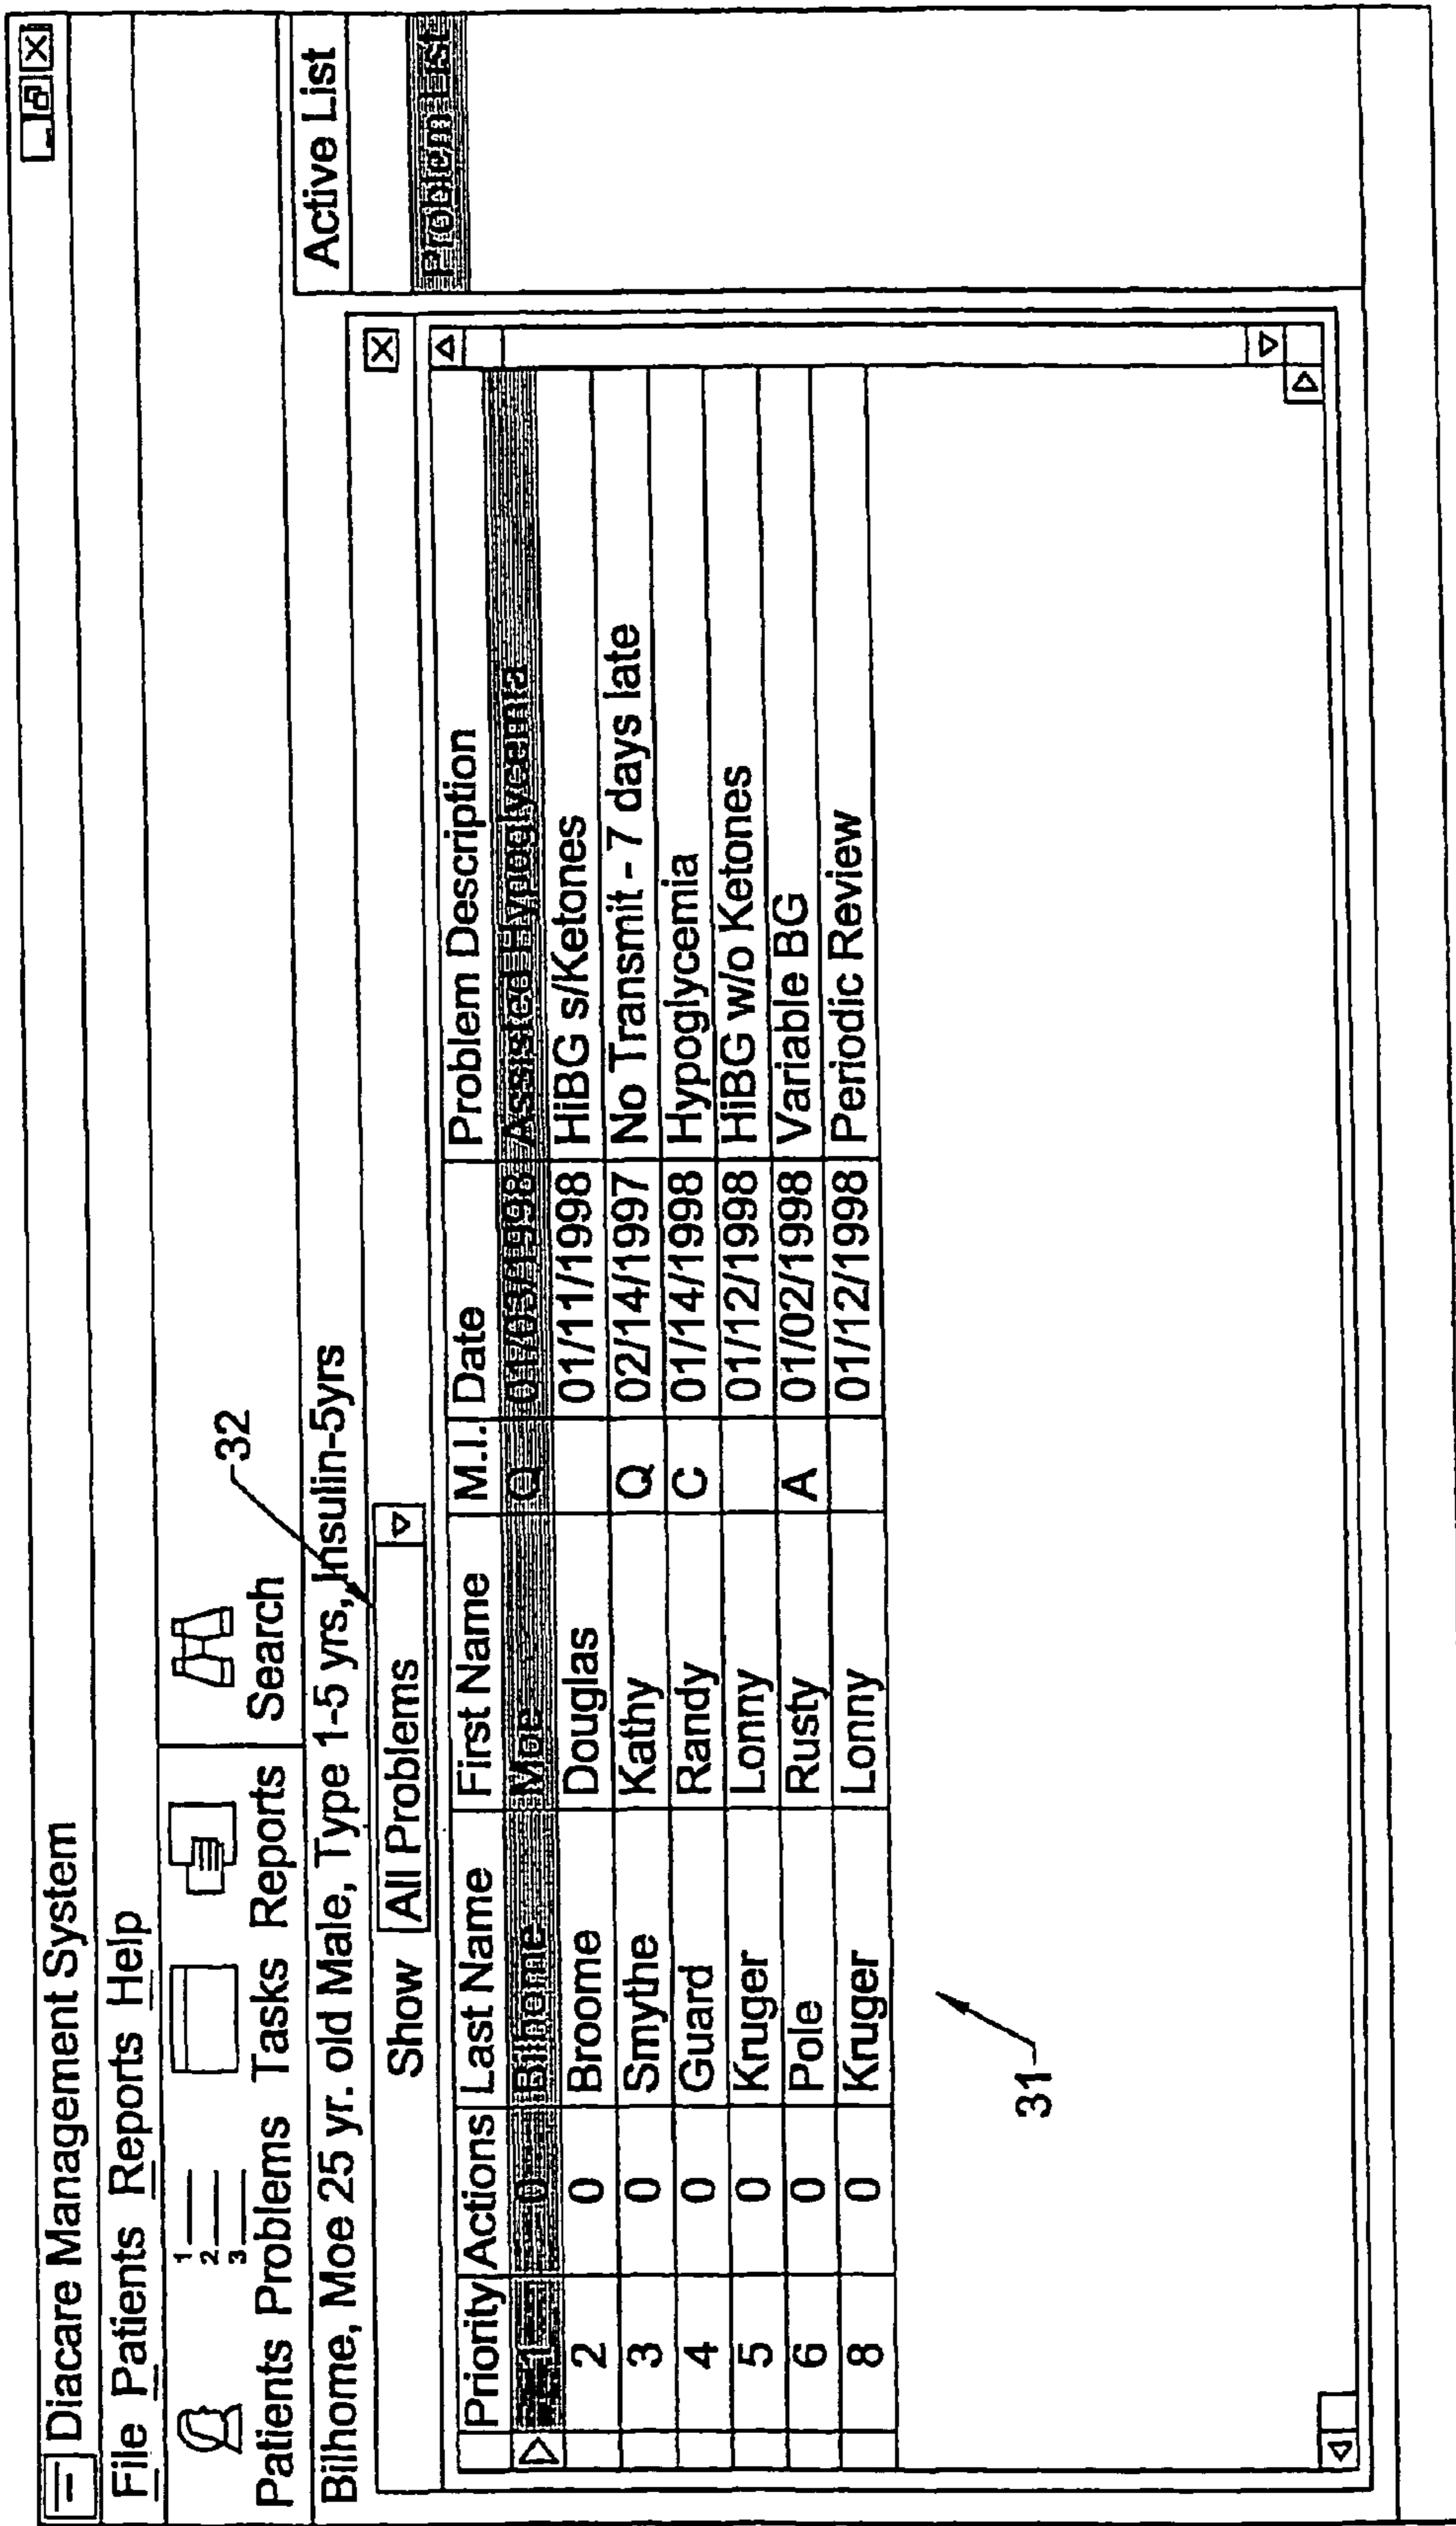 Diacare Management System
File Patients Reports Help
1
2
3
Patients Problems Tasks Reports Search
32
Bilhome, Moe 25 yr. old Male, Type 1-5 yrs, Insulin-5yrs
Active List
Show All Problems
Problem List
Priority Actions Last Name First Name M.I. Date Problem Description
1 0 Bilhome Moe Q 01/03/1998 Assisted Hypoglycemia
2 0 Broome Douglas 01/11/1998 HiBG s/Ketones
3 0 Smythe Kathy Q 02/14/1997 No Transmit - 7 days late
4 0 Guard Randy C 01/14/1998 Hypoglycemia
5 0 Kruger Lonny 01/12/1998 HiBG w/o Ketones
6 0 Pole Rusty A 01/02/1998 Variable BG
8 0 Kruger Lonny 01/12/1998 Periodic Review
31